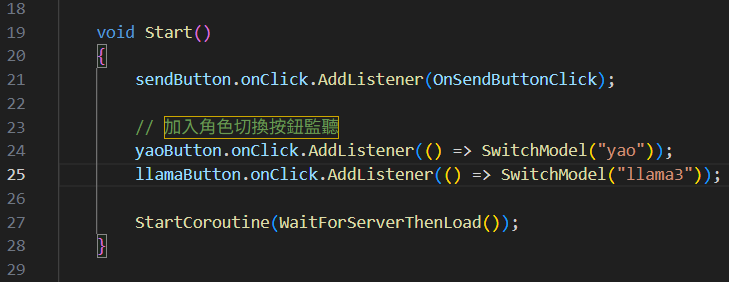 18
19 void Start()
20 {
21 sendButton.onClick.AddListener(OnSendButtonClick);
22
23 // 加入角色切換按鈕監聽
24 yaoButton.onClick.AddListener(() => SwitchModel("yao"));
25 llamaButton.onClick.AddListener(() => SwitchModel("llama3"));
26
27 StartCoroutine(WaitForServerThenLoad());
28 }
29